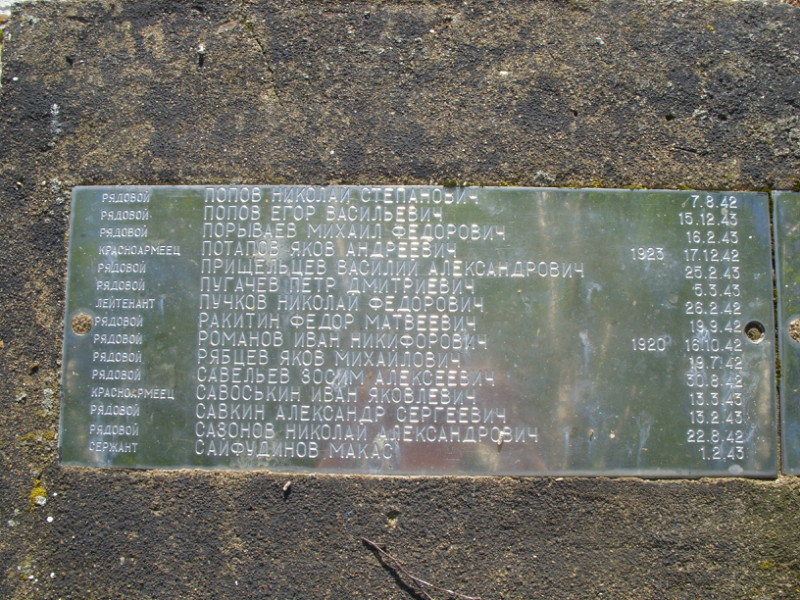 РЯДОВОЙ ПОПОВ НИКОЛАЙ СТЕПАНОВИЧ 7.8.42
РЯДОВОЙ ПОПОВ ЕГОР ВАСИЛЬЕВИЧ 15.12.43
РЯДОВОЙ ПОРЫВАЕВ МИХАИЛ ФЕДОРОВИЧ 16.2.43
КРАСНОАРМЕЕЦ ПОТАПОВ ЯКОВ АНДРЕЕВИЧ 1923 17.12.42
РЯДОВОЙ ПРИЩЕЛЬЦЕВ ВАСИЛИЙ АЛЕКСАНДРОВИЧ 25.2.43
РЯДОВОЙ ПУГАЧЕВ ПЕТР ДМИТРИЕВИЧ 5.3.43
ЛЕЙТЕНАНТ ПУЧКОВ НИКОЛАЙ ФЕДОРОВИЧ 26.2.42
РЯДОВОЙ РАКИТИН ФЕДОР МАТВЕЕВИЧ 19.9.42
РЯДОВОЙ РОМАНОВ ИВАН НИКИФОРОВИЧ 1920 16.10.42
РЯДОВОЙ РЯБЦЕВ ЯКОВ МИХАЙЛОВИЧ 19.7.42
РЯДОВОЙ САВЕЛЬЕВ ЗОСИМ АЛЕКСЕЕВИЧ 30.8.42
КРАСНОАРМЕЕЦ САВОСЬКИН ИВАН ЯКОВЛЕВИЧ 13.3.43
РЯДОВОЙ САВКИН АЛЕКСАНДР СЕРГЕЕВИЧ 13.2.43
РЯДОВОЙ САЗОНОВ НИКОЛАЙ АЛЕКСАНДРОВИЧ 22.8.42
СЕРЖАНТ САЙФУДИНОВ МАКАС 1.2.43